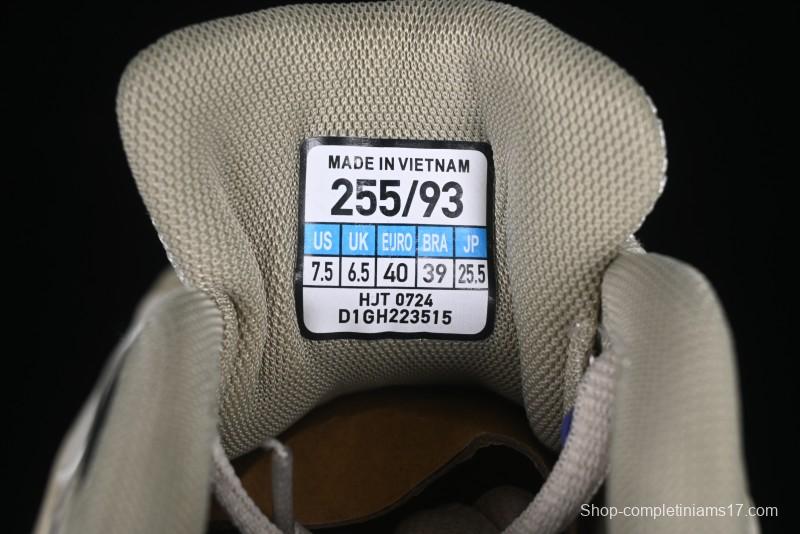 MADE IN VIETNAM
255/93
US UK EURO BRA JP
7.5 6.5 40 39 25.5
HJT 0724
D1GH223515
Shop-completiniams17.com